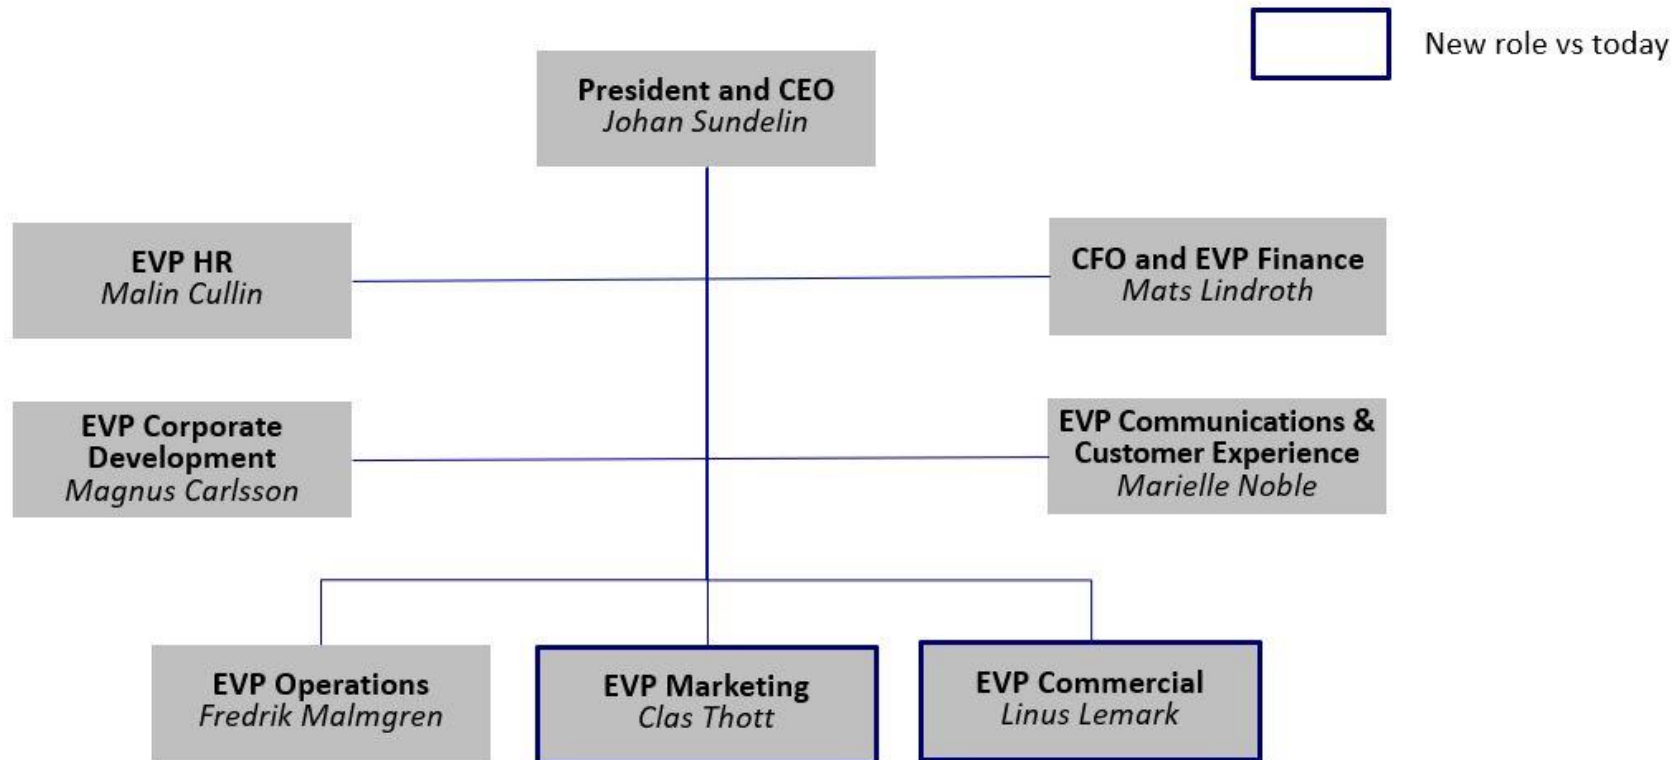 New role vs today
President and CEO
Johan Sundelin
EVP HR
Malin Cullin
CFO and EVP Finance
Mats Lindroth
EVP Corporate
Development
Magnus Carlsson
EVP Communications &
Customer Experience
Marielle Noble
EVP Operations
Fredrik Malmgren
EVP Marketing
Clas Thott
EVP Commercial
Linus Lemark